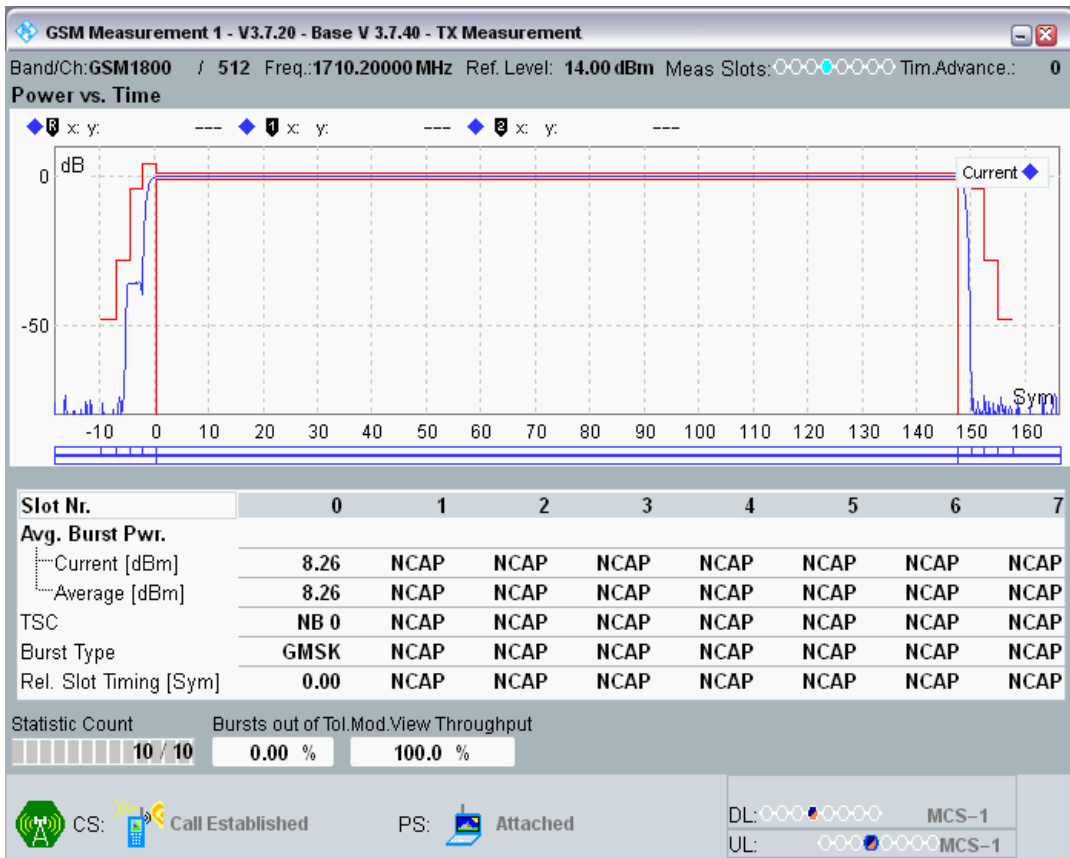 GSM Measurement 1 - V3.7.20 - Base V 3.7.40 - TX Measurement
Band/Ch:GSM1800 / 512 Freq.:1710.20000 MHz Ref. Level: 14.00 dBm Meas Slots: Tim.Advance.: 0
Power vs. Time
R x: y: --- 1 x: y: --- 2 x: y: ---
dB
0
Current
-50
Sym
-10 0 10 20 30 40 50 60 70 80 90 100 110 120 130 140 150 160
Slot Nr. 0 1 2 3 4 5 6 7
Avg. Burst Pwr.
Current [dBm] 8.26 NCAP NCAP NCAP NCAP NCAP NCAP NCAP
Average [dBm] 8.26 NCAP NCAP NCAP NCAP NCAP NCAP NCAP
TSC NB 0 NCAP NCAP NCAP NCAP NCAP NCAP NCAP
Burst Type GMSK NCAP NCAP NCAP NCAP NCAP NCAP NCAP
Rel. Slot Timing [Sym] 0.00 NCAP NCAP NCAP NCAP NCAP NCAP NCAP
Statistic Count Bursts out of Tol.Mod.View Throughput
10 / 10 0.00 % 100.0 %
CS: Call Established PS: Attached
DL: MCS-1
UL: MCS-1